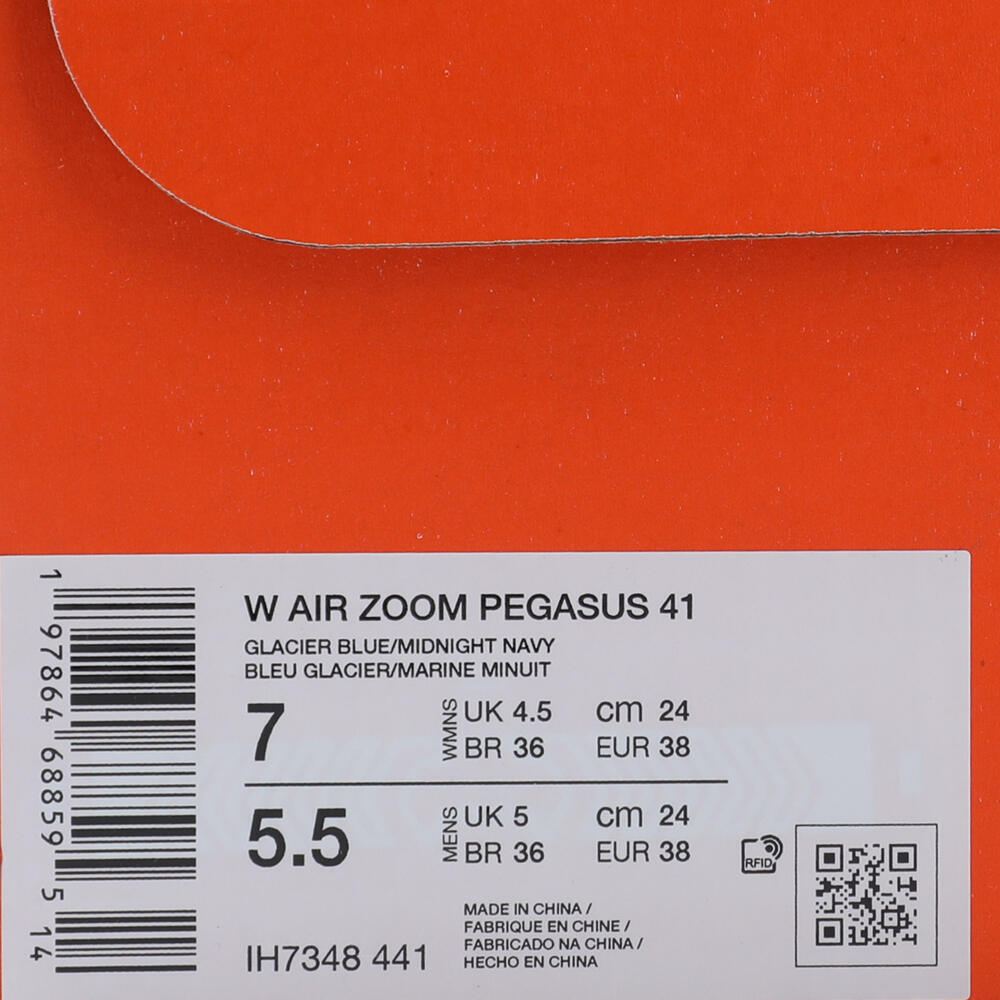 W AIR ZOOM PEGASUS 41
GLACIER BLUE/MIDNIGHT NAVY
BLEU GLACIER/MARINE MINUIT
7
WMNS
UK 4.5 cm 24
BR 36 EUR 38
5.5
MENS
UK 5 cm 24
BR 36 EUR 38
RFID
MADE IN CHINA /
FABRIQUE EN CHINE /
FABRICADO NA CHINA /
HECHO EN CHINA
IH7348 441
1 97864 68859 5 14